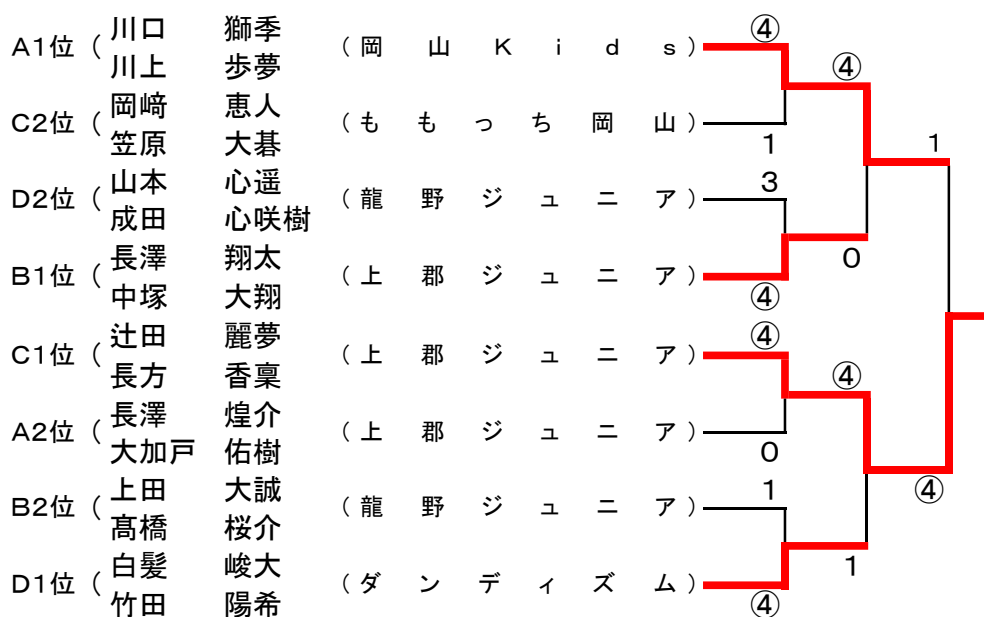 A1位 ( 川口 獅季 ( 岡 山 K i d s )
川上 歩夢
C2位 ( 岡﨑 恵人 ( も も っ ち 岡 山 )
笠原 大碁
D2位 ( 山本 心遥 ( 龍 野 ジ ュ ニ ア )
成田 心咲樹
B1位 ( 長澤 翔太 ( 上 郡 ジ ュ ニ ア )
中塚 大翔
C1位 ( 辻田 麗夢 ( 上 郡 ジ ュ ニ ア )
長方 香稟
A2位 ( 長澤 煌介 ( 上 郡 ジ ュ ニ ア )
大加戸 佑樹
B2位 ( 上田 大誠 ( 龍 野 ジ ュ ニ ア )
髙橋 桜介
D1位 ( 白髪 峻大 ( ダ ン デ ィ ズ ム )
竹田 陽希
④
1
3
④
④
0
1
④
④
0
④
1
1
④